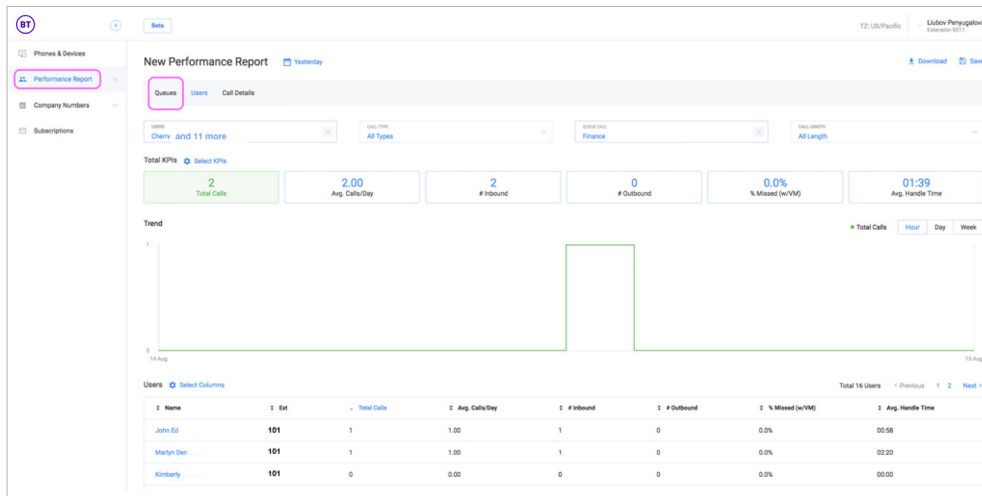 BT
Beta
TZ: US/Pacific
Liubov Penyugalova
Extension 8511
Phones & Devices
Performance Report
Company Numbers
Subscriptions
New Performance Report
Yesterday
Download
Save
Queues Users Call Details
USERS
Cherry and 11 more
CALL TYPE
All Types
QUEUE CALL
Finance
CALL LENGTH
All Length
Total KPIs Select KPIs
2
Total Calls
2.00
Avg. Calls/Day
2
# Inbound
0
# Outbound
0.0%
% Missed (w/VM)
01:39
Avg. Handle Time
Trend
Total Calls Hour Day Week
1
0
14 Aug 15 Aug
Users Select Columns
Total 16 Users < Previous 1 2 Next >
Name Ext Total Calls Avg. Calls/Day # Inbound # Outbound % Missed (w/VM) Avg. Handle Time
John Ed 101 1 1.00 1 0 0.0% 00:58
Marlyn Den 101 1 1.00 1 0 0.0% 02:20
Kimberly 101 0 0.00 0 0 0.0% 00:00